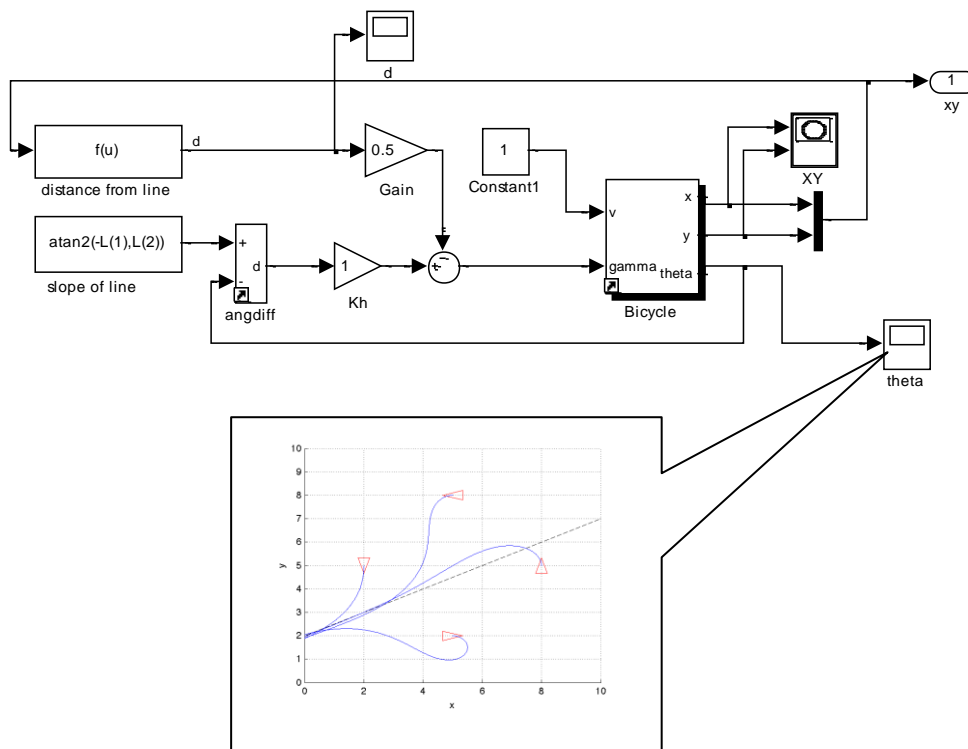 d
1
xy
d
f(u)
distance from line
0.5
Gain
1
Constant1
XY
x
v
y
atan2(-L(1),L(2))
slope of line
+
d
-
angdiff
1
Kh
+
-
gamma
theta
Bicycle
theta
10
9
8
7
6
5
4
3
2
1
0
y
0 2 4 6 8 10
x